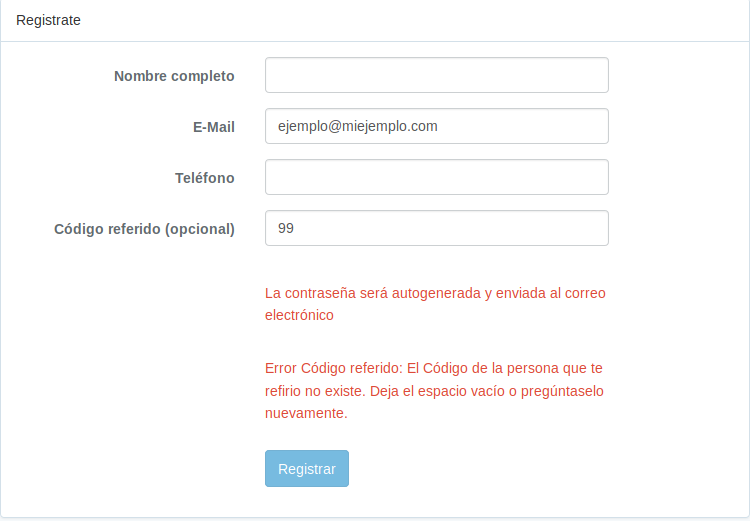 Registrate
Nombre completo
E-Mail
ejemplo@miejemplo.com
Teléfono
Código referido (opcional)
99
La contraseña será autogenerada y enviada al correo
electrónico
Error Código referido: El Código de la persona que te
refirio no existe. Deja el espacio vacío o pregúntaselo
nuevamente.
Registrar